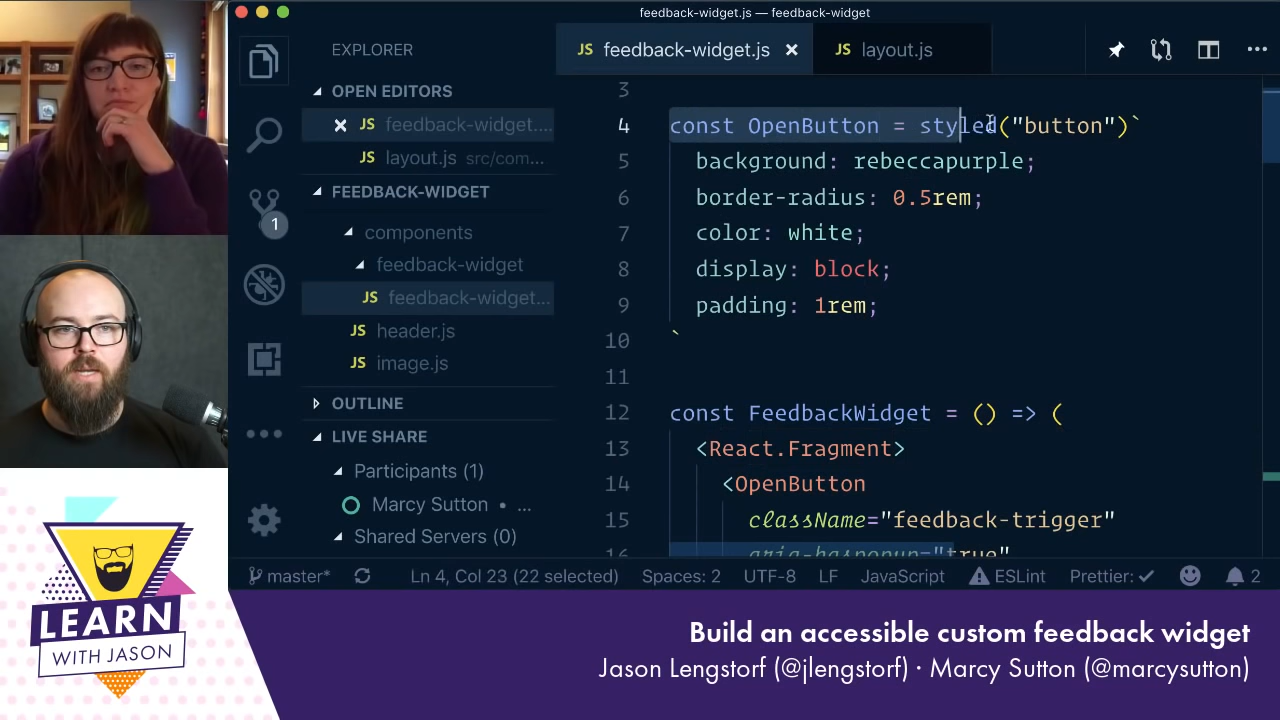 feedback-widget.js — feedback-widget
EXPLORER
JS feedback-widget.js
JS layout.js
OPEN EDITORS
JS feedback-widget....
JS layout.js src/com...
FEEDBACK-WIDGET
components
feedback-widget
JS feedback-widget...
JS header.js
JS image.js
OUTLINE
LIVE SHARE
Participants (1)
Marcy Sutton • ...
Shared Servers (0)
1
3
4 const OpenButton = styled("button")`
5 background: rebeccapurple;
6 border-radius: 0.5rem;
7 color: white;
8 display: block;
9 padding: 1rem;
10 `
11
12 const FeedbackWidget = () => (
13 <React.Fragment>
14 <OpenButton
15 className="feedback-trigger"
16 aria-haspopup="true"
master* Ln 4, Col 23 (22 selected) Spaces: 2 UTF-8 LF JavaScript ESLint Prettier: 2
LEARN
WITH JASON
Build an accessible custom feedback widget
Jason Lengstorf (@jlengstorf) · Marcy Sutton (@marcysutton)